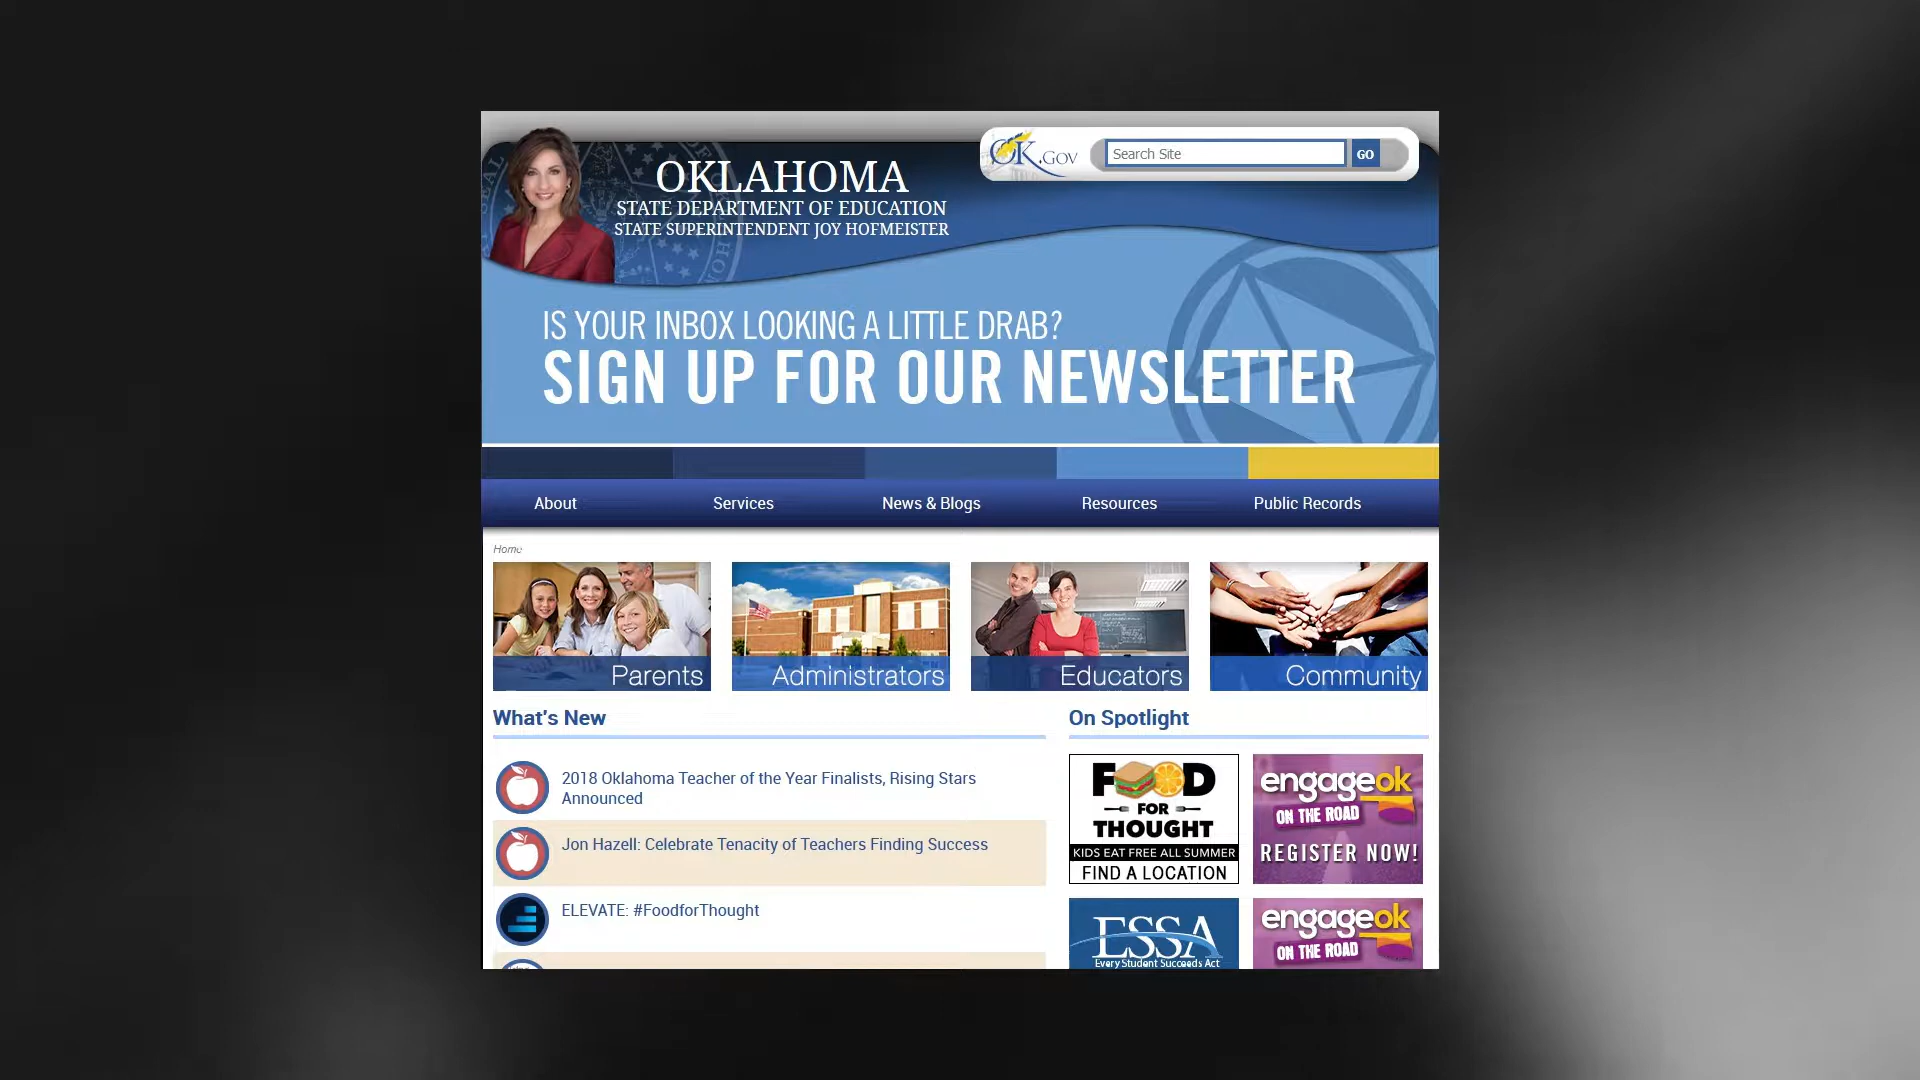 OKLAHOMA
STATE DEPARTMENT OF EDUCATION
STATE SUPERINTENDENT JOY HOFMEISTER
OK.GOV
Search Site
GO
IS YOUR INBOX LOOKING A LITTLE DRAB?
SIGN UP FOR OUR NEWSLETTER
About
Services
News & Blogs
Resources
Public Records
Home
Parents
Administrators
Educators
Community
What's New
2018 Oklahoma Teacher of the Year Finalists, Rising Stars
Announced
Jon Hazell: Celebrate Tenacity of Teachers Finding Success
ELEVATE: #FoodforThought
On Spotlight
FOOD
FOR
THOUGHT
KIDS EAT FREE ALL SUMMER
FIND A LOCATION
engageok
ON THE ROAD
REGISTER NOW!
ESSA
Every Student Succeeds Act
engageok
ON THE ROAD